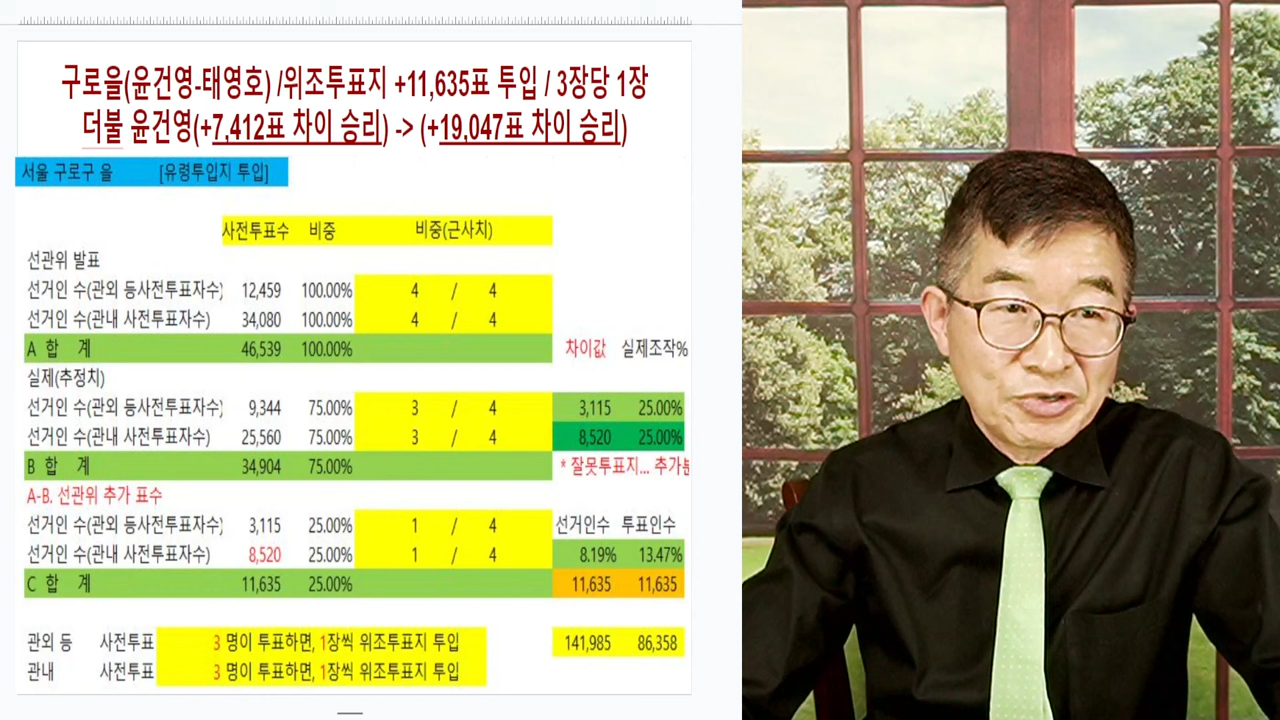 구로을(윤건영-태영호) /위조투표지 +11,635표 투입 / 3장당 1장
더불 윤건영(+7,412표 차이 승리) -> (+19,047표 차이 승리)
서울 구로구 을 [유령투입지 투입]
사전투표수 비중 비중(근사치)
선관위 발표
선거인 수(관외 등사전투표자수) 12,459 100.00% 4 / 4
선거인 수(관내 사전투표자수) 34,080 100.00% 4 / 4
A 합 계 46,539 100.00% 차이값 실제조작%
실제(추정치)
선거인 수(관외 등사전투표자수) 9,344 75.00% 3 / 4 3,115 25.00%
선거인 수(관내 사전투표자수) 25,560 75.00% 3 / 4 8,520 25.00%
B 합 계 34,904 75.00% * 잘못투표지... 추가분
A-B. 선관위 추가 표수
선거인 수(관외 등사전투표자수) 3,115 25.00% 1 / 4 선거인수 투표인수
선거인 수(관내 사전투표자수) 8,520 25.00% 1 / 4 8.19% 13.47%
C 합 계 11,635 25.00% 11,635 11,635
관외 등 사전투표 3 명이 투표하면, 1장씩 위조투표지 투입 141,985 86,358
관내 사전투표 3 명이 투표하면, 1장씩 위조투표지 투입